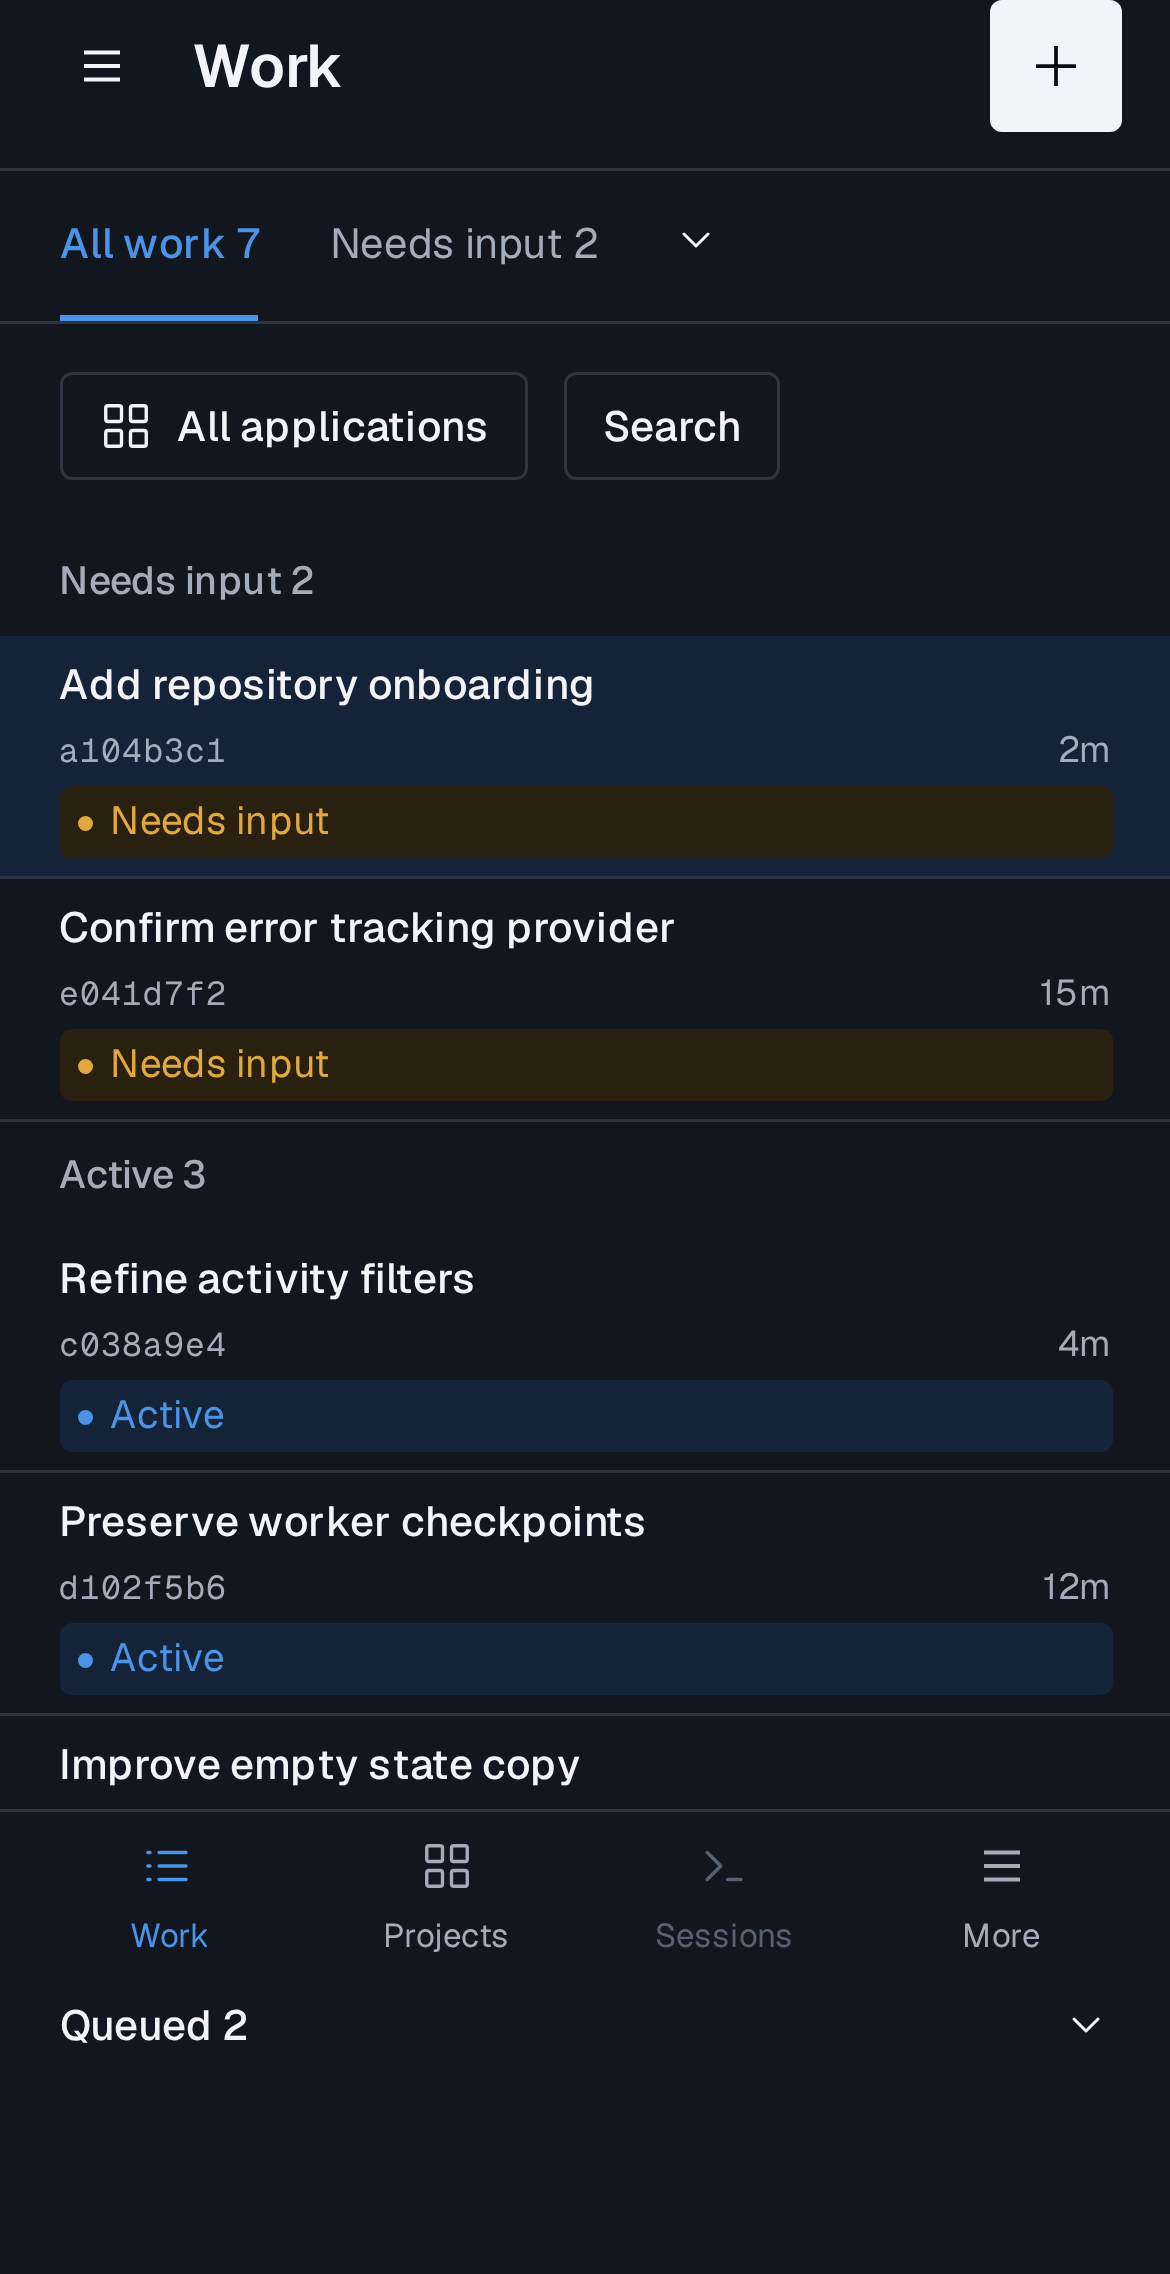 Work
All work 7 Needs input 2
All applications Search
Needs input 2
Add repository onboarding
a104b3c1 2m
Needs input
Confirm error tracking provider
e041d7f2 15m
Needs input
Active 3
Refine activity filters
c038a9e4 4m
Active
Preserve worker checkpoints
d102f5b6 12m
Active
Improve empty state copy
Work Projects Sessions More
Queued 2